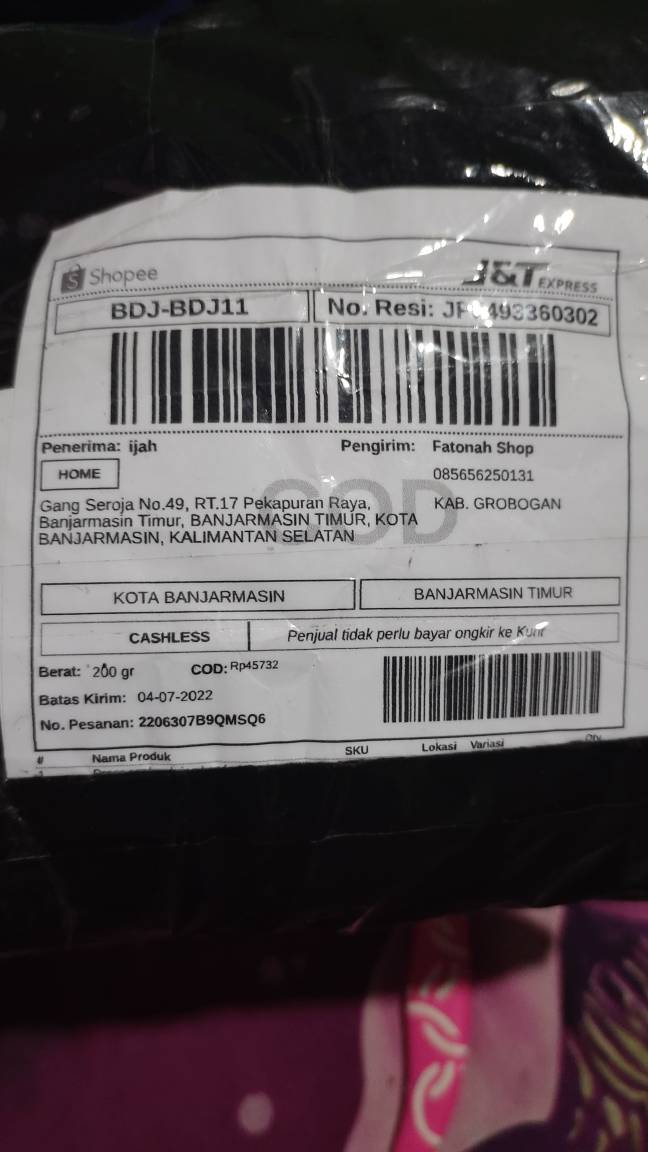 Shopee
J&T EXPRESS
BDJ-BDJ11
No. Resi:
Penerima: ijah
Pengirim: Fatonah Shop
HOME
085656250131
COD
Gang Seroja No.49, RT.17 Pekapuran Raya,
KAB. GROBOGAN
Banjarmasin Timur, BANJARMASIN TIMUR, KOTA
BANJARMASIN, KALIMANTAN SELATAN
KOTA BANJARMASIN
BANJARMASIN TIMUR
CASHLESS
Penjual tidak perlu bayar ongkir ke Kurir
Berat: 200 gr
COD: Rp45732
Batas Kirim: 04-07-2022
No. Pesanan: 2206307B9QMSQ6
# Nama Produk SKU Lokasi Variasi Qty